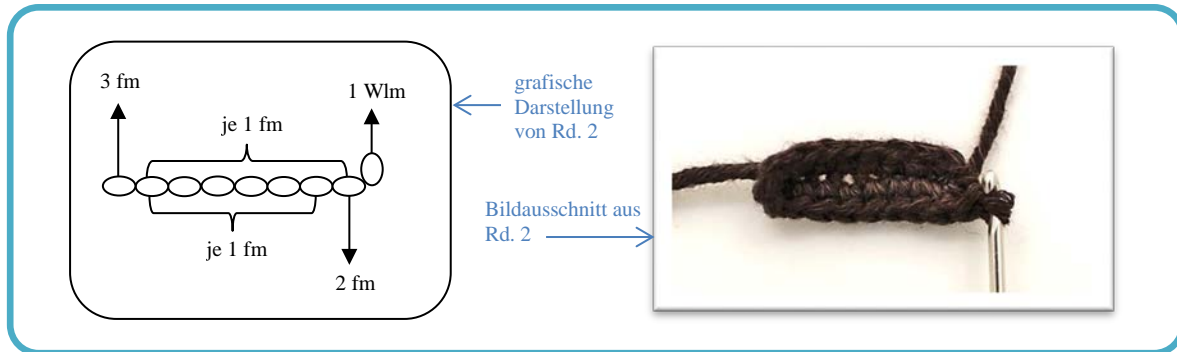 3 fm
1 Wlm
je 1 fm
je 1 fm
2 fm
grafische
Darstellung
von Rd. 2
Bildausschnitt aus
Rd. 2